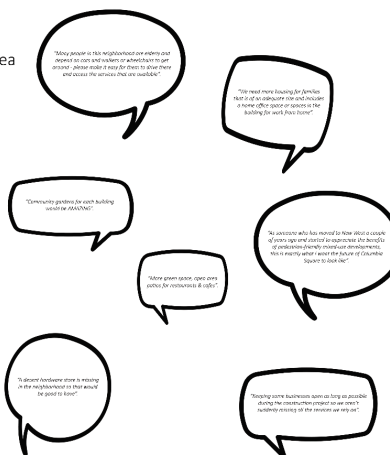 ea
"Many people in this neighborhood are elderly and
depend on cars and walkers or wheelchairs to get
around - please make it easy for them to drive there
and access the services that are available".
"We need more housing for families
that is of an adequate size and includes
a home office space or spaces in the
building for work from home".
"Community gardens for each building
would be AMAZING".
"As someone who has moved to New West a couple
of years ago and started to appreciate the benefits
of pedestrian-friendly mixed-use developments,
this is exactly what I want the future of Columbia
Square to look like".
"More green space, open area
patios for restaurants & cafes".
"A decent hardware store is missing
in the neighborhood so that would
be good to have".
"Keeping some businesses open as long as possible
during the construction project so we aren't
suddenly missing all the services we rely on".